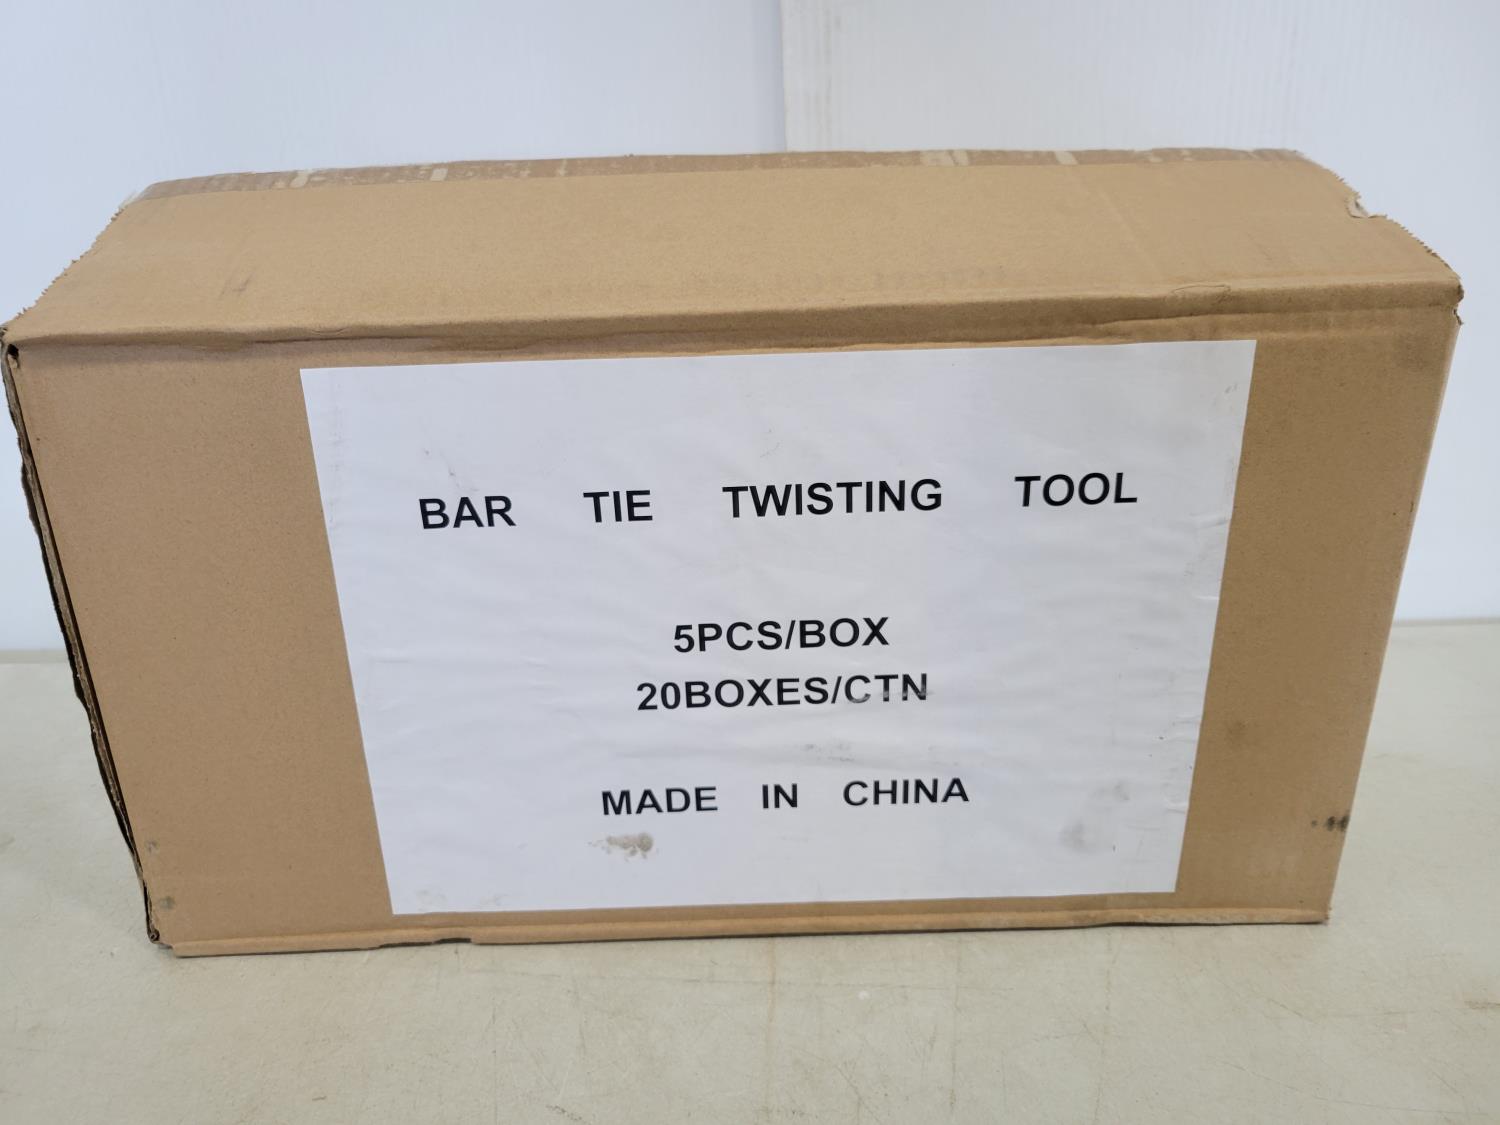 BAR TIE TWISTING TOOL
5PCS/BOX
20BOXES/CTN
MADE IN CHINA